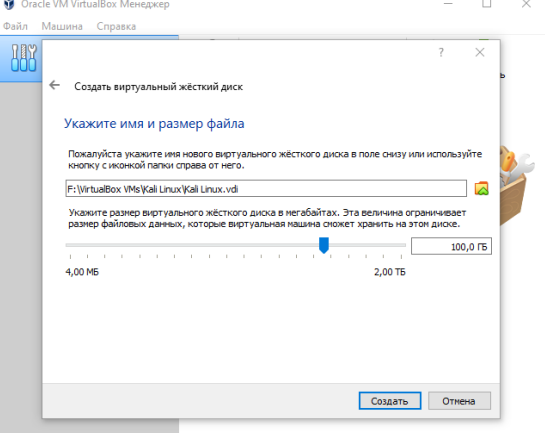 Oracle VM VirtualBox Менеджер
Файл Машина Справка
?
Создать виртуальный жёсткий диск
Укажите имя и размер файла
Пожалуйста укажите имя нового виртуального жёсткого диска в поле снизу или используйте
кнопку с иконкой папки справа от него.
F:\VirtualBox VMs\Kali Linux\Kali Linux.vdi
Укажите размер виртуального жёсткого диска в мегабайтах. Эта величина ограничивает
размер файловых данных, которые виртуальная машина сможет хранить на этом диске.
100,0 ГБ
4,00 МБ 2,00 ТБ
Создать Отмена